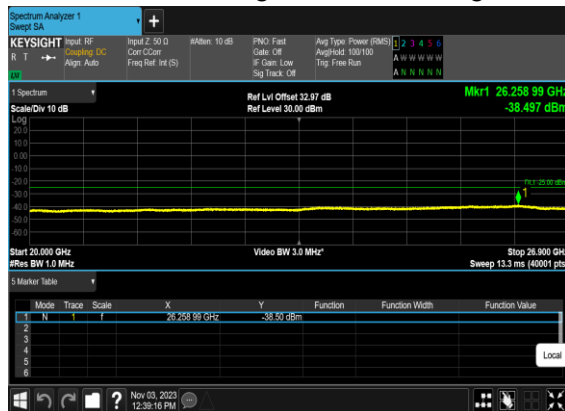 Spectrum Analyzer 1
Swept SA
+
KEYSIGHT Input: RF Input Z: 50 Ω #Atten: 10 dB PNO: Fast Avg Type: Power (RMS) 1 2 3 4 5 6
R T Coupling: DC Corr CCorr Gate: Off Avg|Hold: 100/100 A W W W W W
Align: Auto Freq Ref: Int (S) IF Gain: Low Trig: Free Run
LW Sig Track: Off A N N N N N
1 Spectrum Ref Lvl Offset 32.97 dB Mkr1 26.258 99 GHz
Scale/Div 10 dB Ref Level 30.00 dBm -38.497 dBm
Log
20.0
10.0
0.00
-10.0
-20.0
DL1 -25.00 dBm
-30.0
1
-40.0
-50.0
-60.0
Start 20.000 GHz Video BW 3.0 MHz* Stop 26.900 GHz
#Res BW 1.0 MHz Sweep 13.3 ms (40001 pts
5 Marker Table
Mode Trace Scale X Y Function Function Width Function Value
1 N 1 f 26.258 99 GHz -38.50 dBm
2
3
4
5
6
Local
? Nov 03, 2023
12:39:16 PM